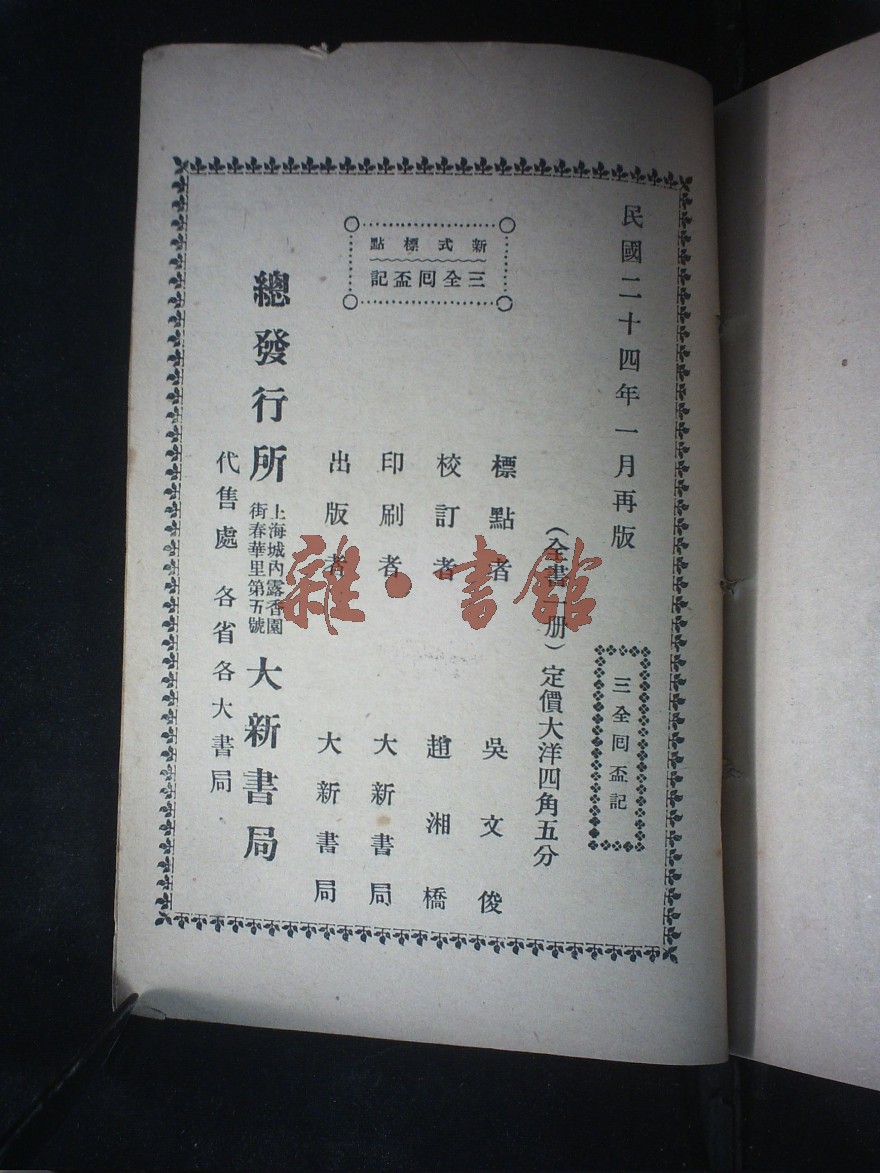 民國二十四年一月再版
三全囘盃記
（全書一册）定價大洋四角五分
標點者 吳文俊
校訂者 趙湘橋
印刷者 大新書局
出版者 大新書局
新式標點
三全囘盃記
總發行所 上海城內露香園街春華里第五號 大新書局
代售處 各省各大書局
雜·書館